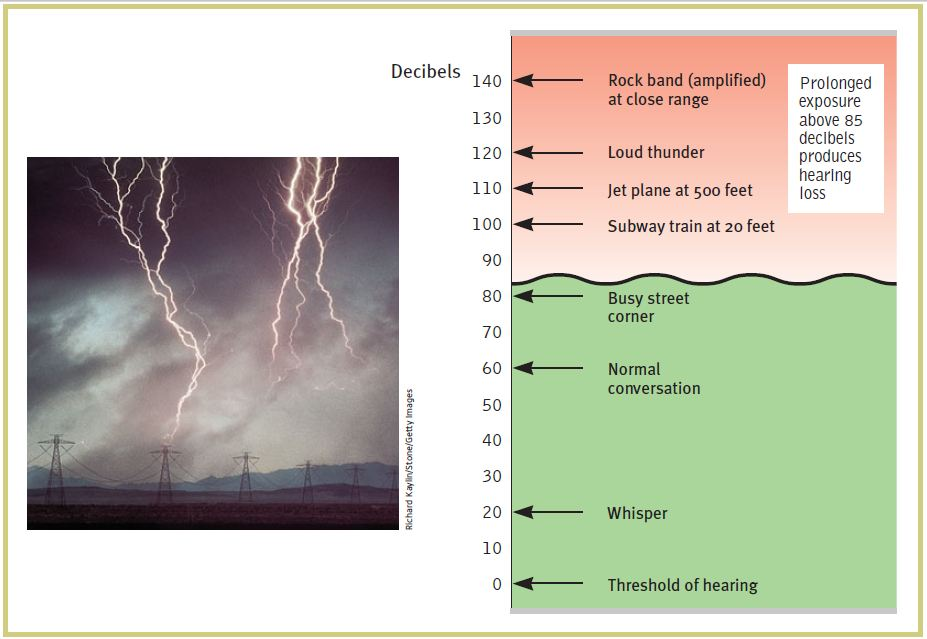 Decibels
140
130
120
110
100
90
80
70
60
50
40
30
20
10
0
Rock band (amplified)
at close range
Loud thunder
Jet plane at 500 feet
Subway train at 20 feet
Busy street
corner
Normal
conversation
Whisper
Threshold of hearing
Prolonged
exposure
above 85
decibels
produces
hearing
loss
Richard Kaylin/Stone/Getty Images